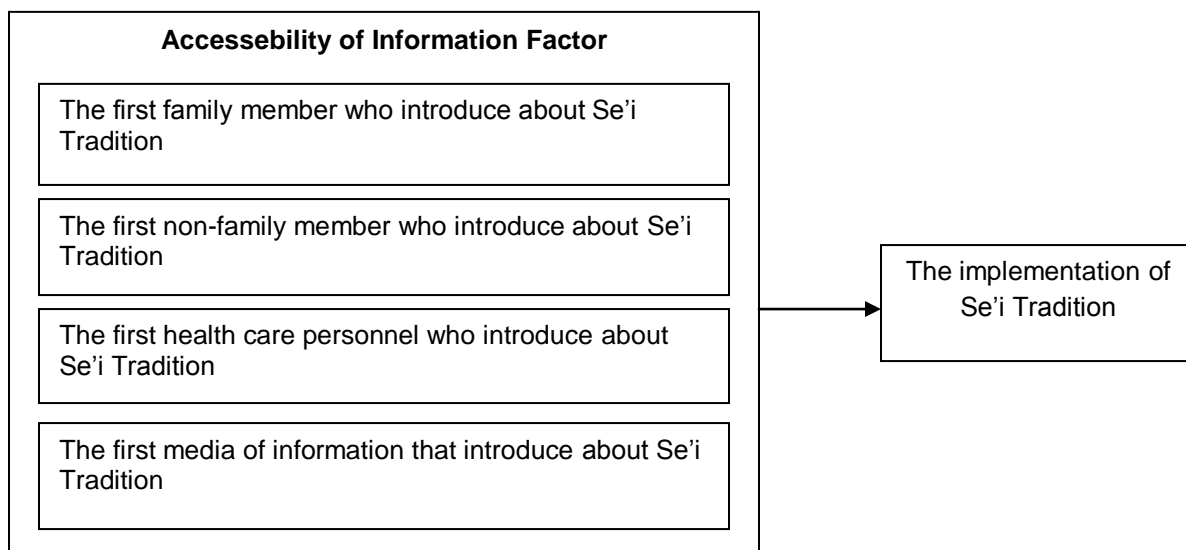 Accessebility of Information Factor
The first family member who introduce about Se’i
Tradition
The first non-family member who introduce about Se’i
Tradition
The first health care personnel who introduce about
Se’i Tradition
The first media of information that introduce about Se’i
Tradition
The implementation of
Se’i Tradition